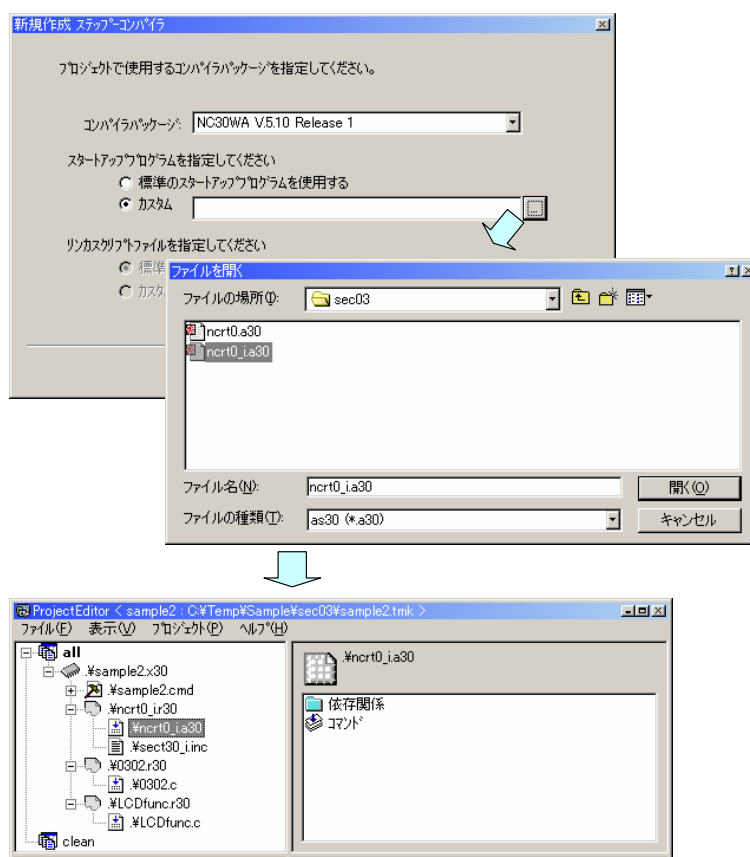 新規作成 ステップ-コンパイラ
プロジェクトで使用するコンパイラパッケージを指定してください。
コンパイラパッケージ: NC30WA V.5.10 Release 1
スタートアッププログラムを指定してください
標準のスタートアッププログラムを使用する
カスタム ...
リンカスクリプトファイルを指定してください
標準
カスタ
ファイルを開く
ファイルの場所(I): sec03
ncrt0.a30
ncrt0_i.a30
ファイル名(N): ncrt0_i.a30 開く(O)
ファイルの種類(T): as30 (*.a30) キャンセル
ProjectEditor < sample2 : C:¥Temp¥Sample¥sec03¥sample2.tmk >
ファイル(F) 表示(V) プロジェクト(P) ヘルプ(H)
all
.¥sample2.x30
.¥sample2.cmd
.¥ncrt0_i.r30
.¥ncrt0_i.a30
.¥sect30_i.inc
.¥0302.r30
.¥0302.c
.¥LCDfunc.r30
.¥LCDfunc.c
clean
.¥ncrt0_i.a30
依存関係
コマンド